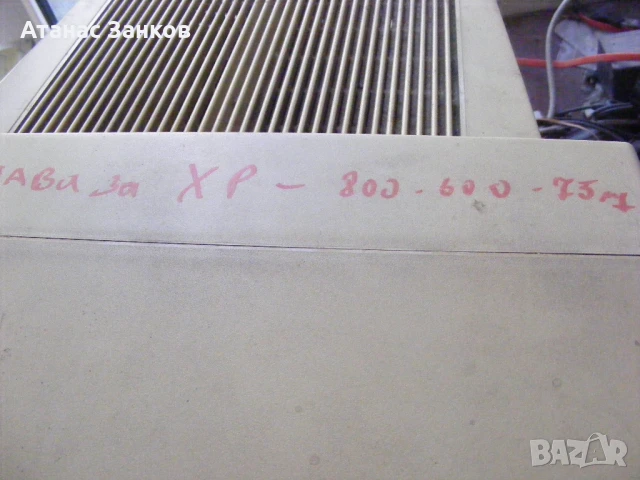 Атанас Занков
ави за XP - 800-600-75
BAZAR